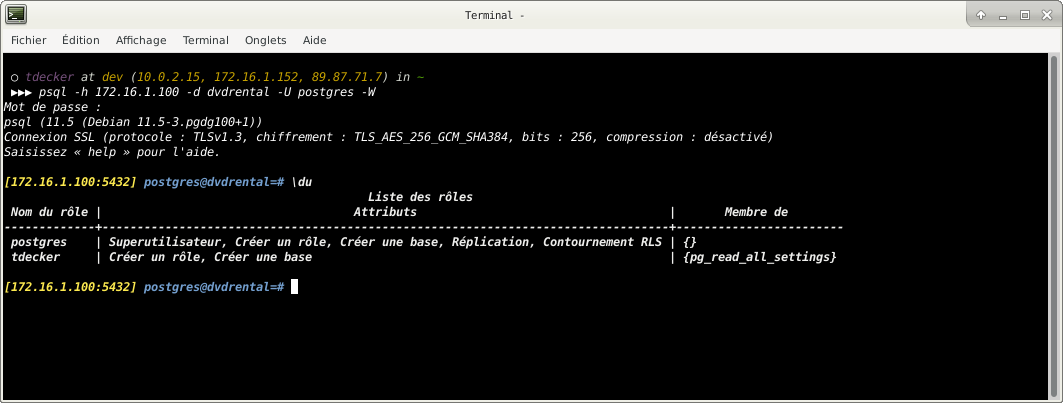 Terminal -
Fichier Édition Affichage Terminal Onglets Aide
○ tdecker at dev (10.0.2.15, 172.16.1.152, 89.87.71.7) in ~
▶▶▶ psql -h 172.16.1.100 -d dvdrental -U postgres -W
Mot de passe :
psql (11.5 (Debian 11.5-3.pgdg100+1))
Connexion SSL (protocole : TLSv1.3, chiffrement : TLS_AES_256_GCM_SHA384, bits : 256, compression : désactivé)
Saisissez « help » pour l'aide.
[172.16.1.100:5432] postgres@dvdrental=# \du
Liste des rôles
Nom du rôle | Attributs | Membre de
-------------+---------------------------------------------------------------------------------+-----------------------
postgres | Superutilisateur, Créer un rôle, Créer une base, Réplication, Contournement RLS | {}
tdecker | Créer un rôle, Créer une base | {pg_read_all_settings}
[172.16.1.100:5432] postgres@dvdrental=#